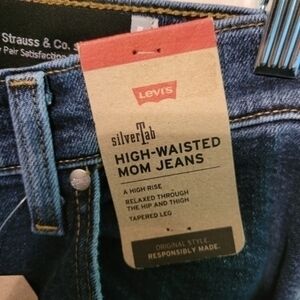 Strauss & Co.
Pair Satisfaction
Levi's
silverTab
HIGH-WAISTED
MOM JEANS
A HIGH RISE
RELAXED THROUGH
THE HIP AND THIGH
TAPERED LEG
ORIGINAL STYLE.
RESPONSIBLY MADE.